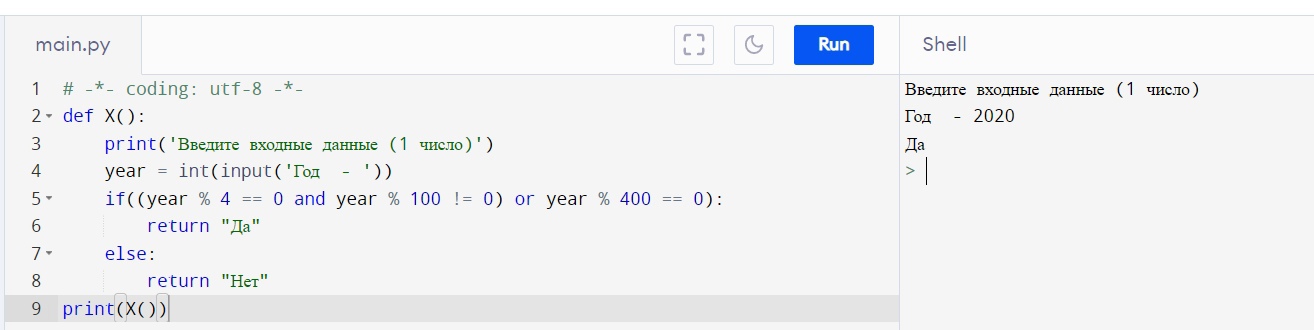 main.py
Run
Shell
1 # -*- coding: utf-8 -*-
2 def X():
3     print('Введите входные данные (1 число)')
4     year = int(input('Год  - '))
5     if((year % 4 == 0 and year % 100 != 0) or year % 400 == 0):
6         return "Да"
7     else:
8         return "Нет"
9 print(X())
Введите входные данные (1 число)
Год  - 2020
Да
>